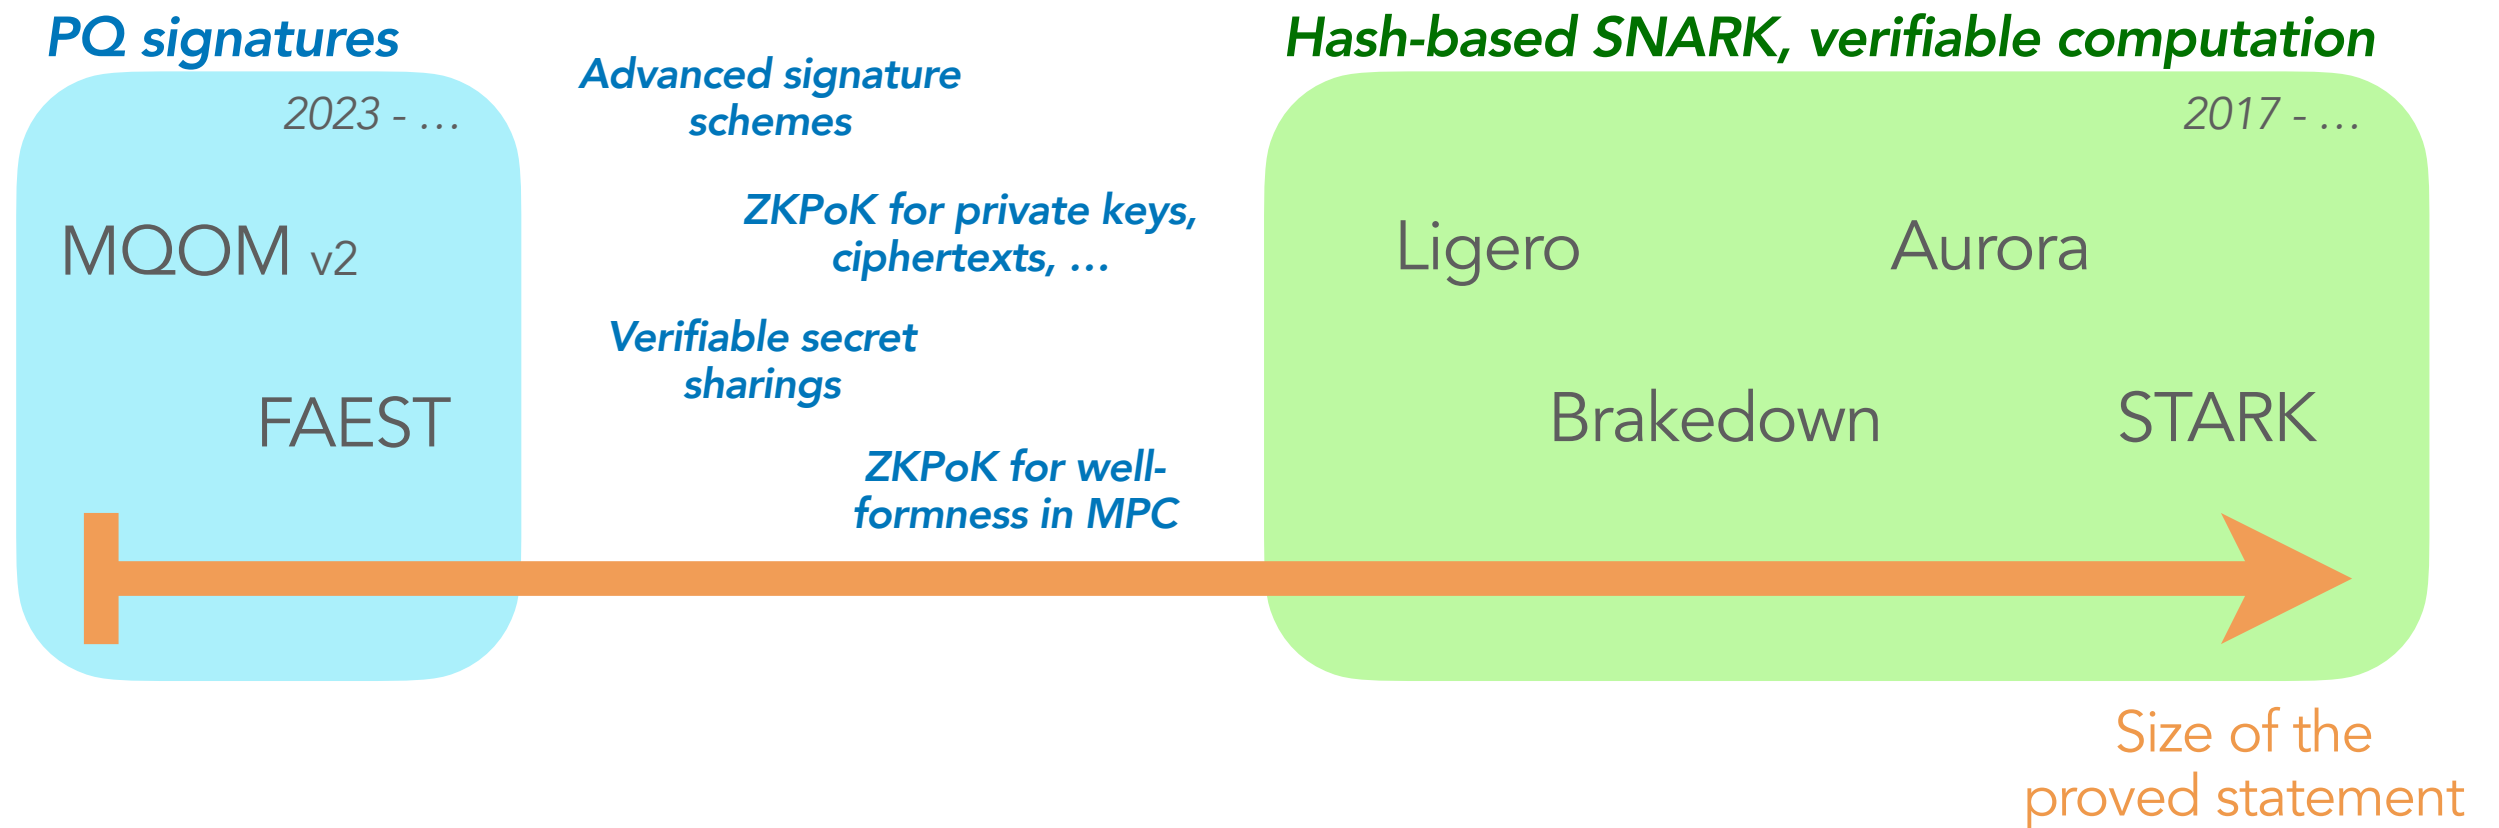 PQ signatures
2023 - …
MQOM v2
FAEST
Advanced signature
schemes
ZKPoK for private keys,
ciphertexts, …
Verifiable secret
sharings
ZKPoK for well-
formness in MPC
Hash-based SNARK, verifiable computation
2017 - …
Ligero
Aurora
Brakedown
STARK
Size of the
proved statement